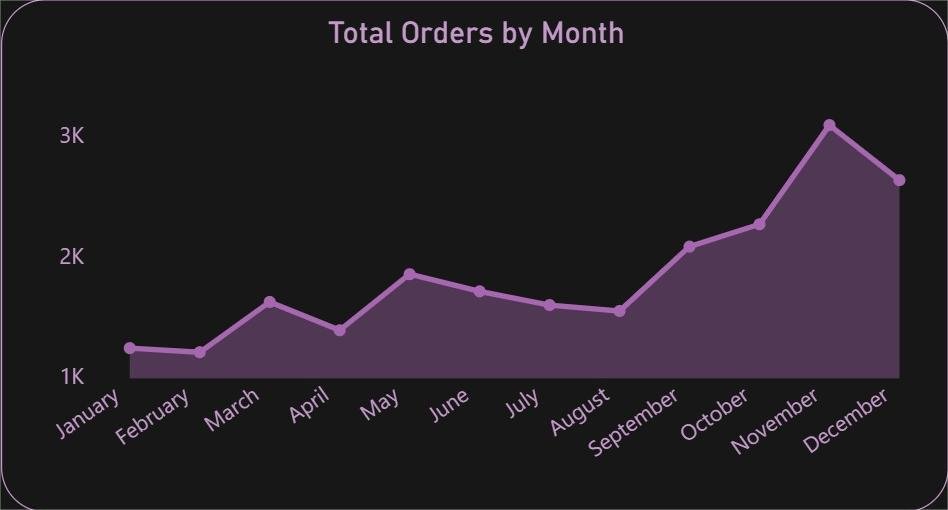 Total Orders by Month
3K
2K
1K
January
February
March
April
May
June
July
August
September
October
November
December